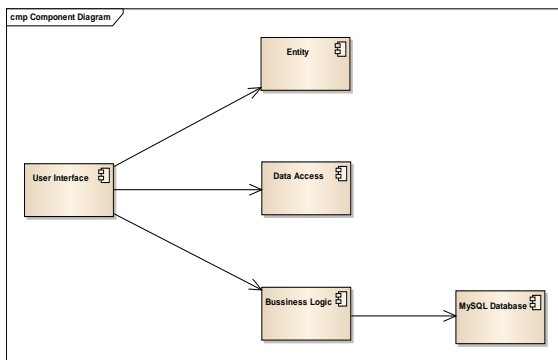 cmp Component Diagram
Entity
User Interface
Data Access
Bussiness Logic
MySQL Database